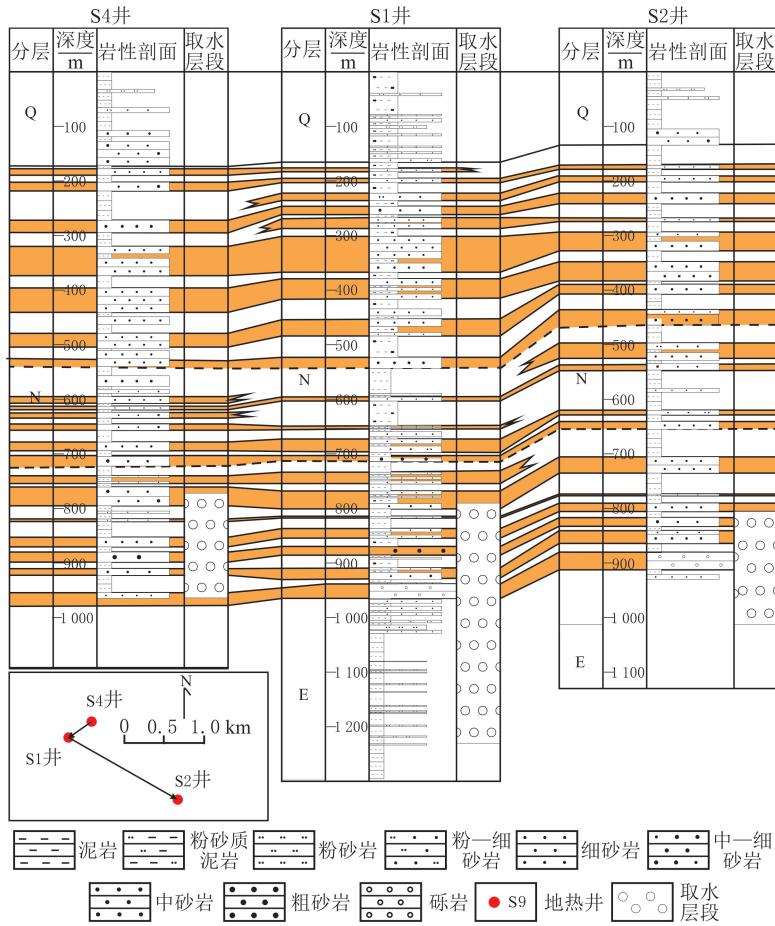 S4井 S1井 S2井
分层 深度/m 岩性剖面 取水层段 分层 深度/m 岩性剖面 取水层段 分层 深度/m 岩性剖面 取水层段
Q Q Q
100 100 100
200 200 200
300 300 300
400 400 400
500 500 500
N N N
600 600 600
700 700 700
800 800 800
900 900 900
1 000 1 000 1 000
E E
1 100 1 100
1 200
N
S4井
0 0.5 1.0 km
S1井
S2井
泥岩 粉砂质泥岩 粉砂岩 粉—细砂岩 细砂岩 中—细砂岩
中砂岩 粗砂岩 砾岩 S9 地热井 取水层段